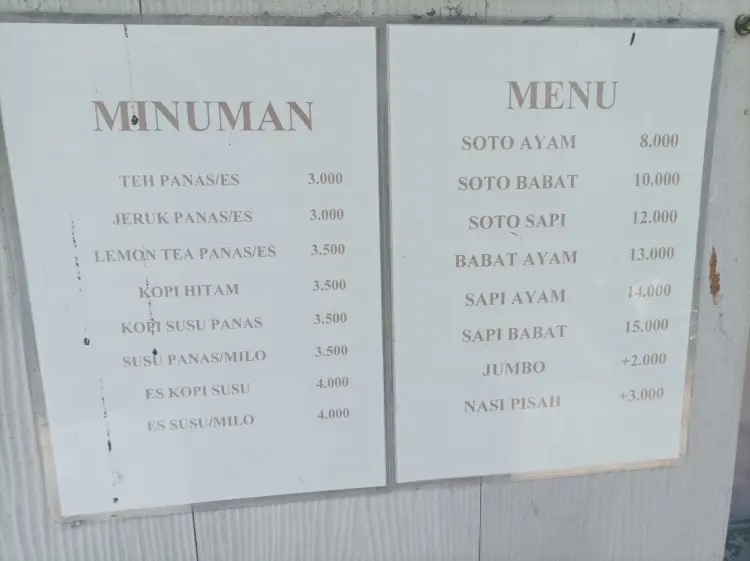 MINUMAN
TEH PANAS/ES 3.000
JERUK PANAS/ES 3.000
LEMON TEA PANAS/ES 3.500
KOPI HITAM 3.500
KOPI SUSU PANAS 3.500
SUSU PANAS/MILO 3.500
ES KOPI SUSU 4.000
ES SUSU/MILO 4.000
MENU
SOTO AYAM 8.000
SOTO BABAT 10.000
SOTO SAPI 12.000
BABAT AYAM 13.000
SAPI AYAM 14.000
SAPI BABAT 15.000
JUMBO +2.000
NASI PISAH +3.000